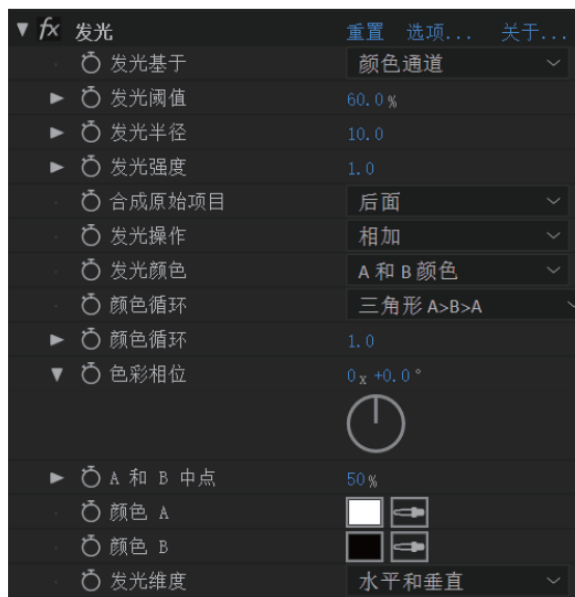 fx 发光 重置 选项... 关于...
发光基于 颜色通道
发光阈值 60.0%
发光半径 10.0
发光强度 1.0
合成原始项目 后面
发光操作 相加
发光颜色 A 和 B 颜色
颜色循环 三角形 A>B>A
颜色循环 1.0
色彩相位 0x +0.0°
A 和 B 中点 50%
颜色 A
颜色 B
发光维度 水平和垂直